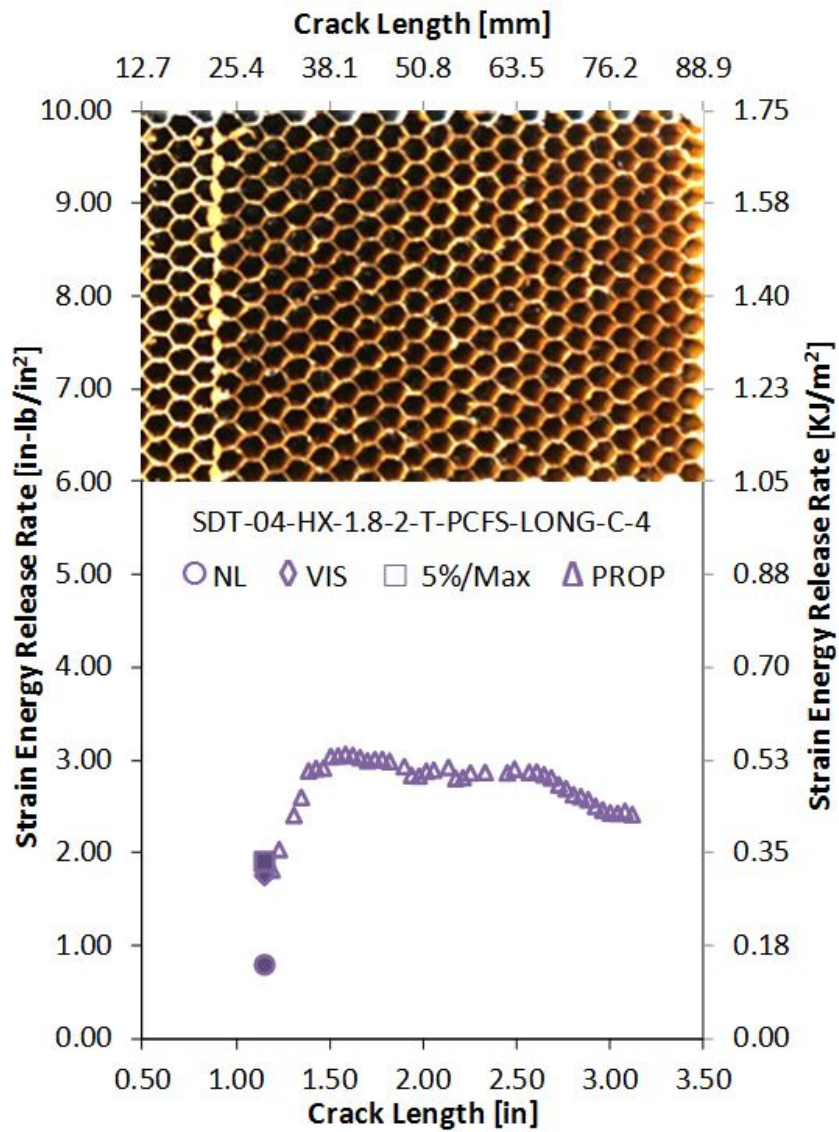 Crack Length [mm]
12.7 25.4 38.1 50.8 63.5 76.2 88.9
10.00 1.75
9.00 1.58
8.00 1.40
7.00 1.23
6.00 1.05
5.00 0.88
4.00 0.70
3.00 0.53
2.00 0.35
1.00 0.18
0.00 0.00
Strain Energy Release Rate [in-lb/in²]
Strain Energy Release Rate [KJ/m²]
SDT-04-HX-1.8-2-T-PCFS-LONG-C-4
NL VIS 5%/Max PROP
0.50 1.00 1.50 2.00 2.50 3.00 3.50
Crack Length [in]